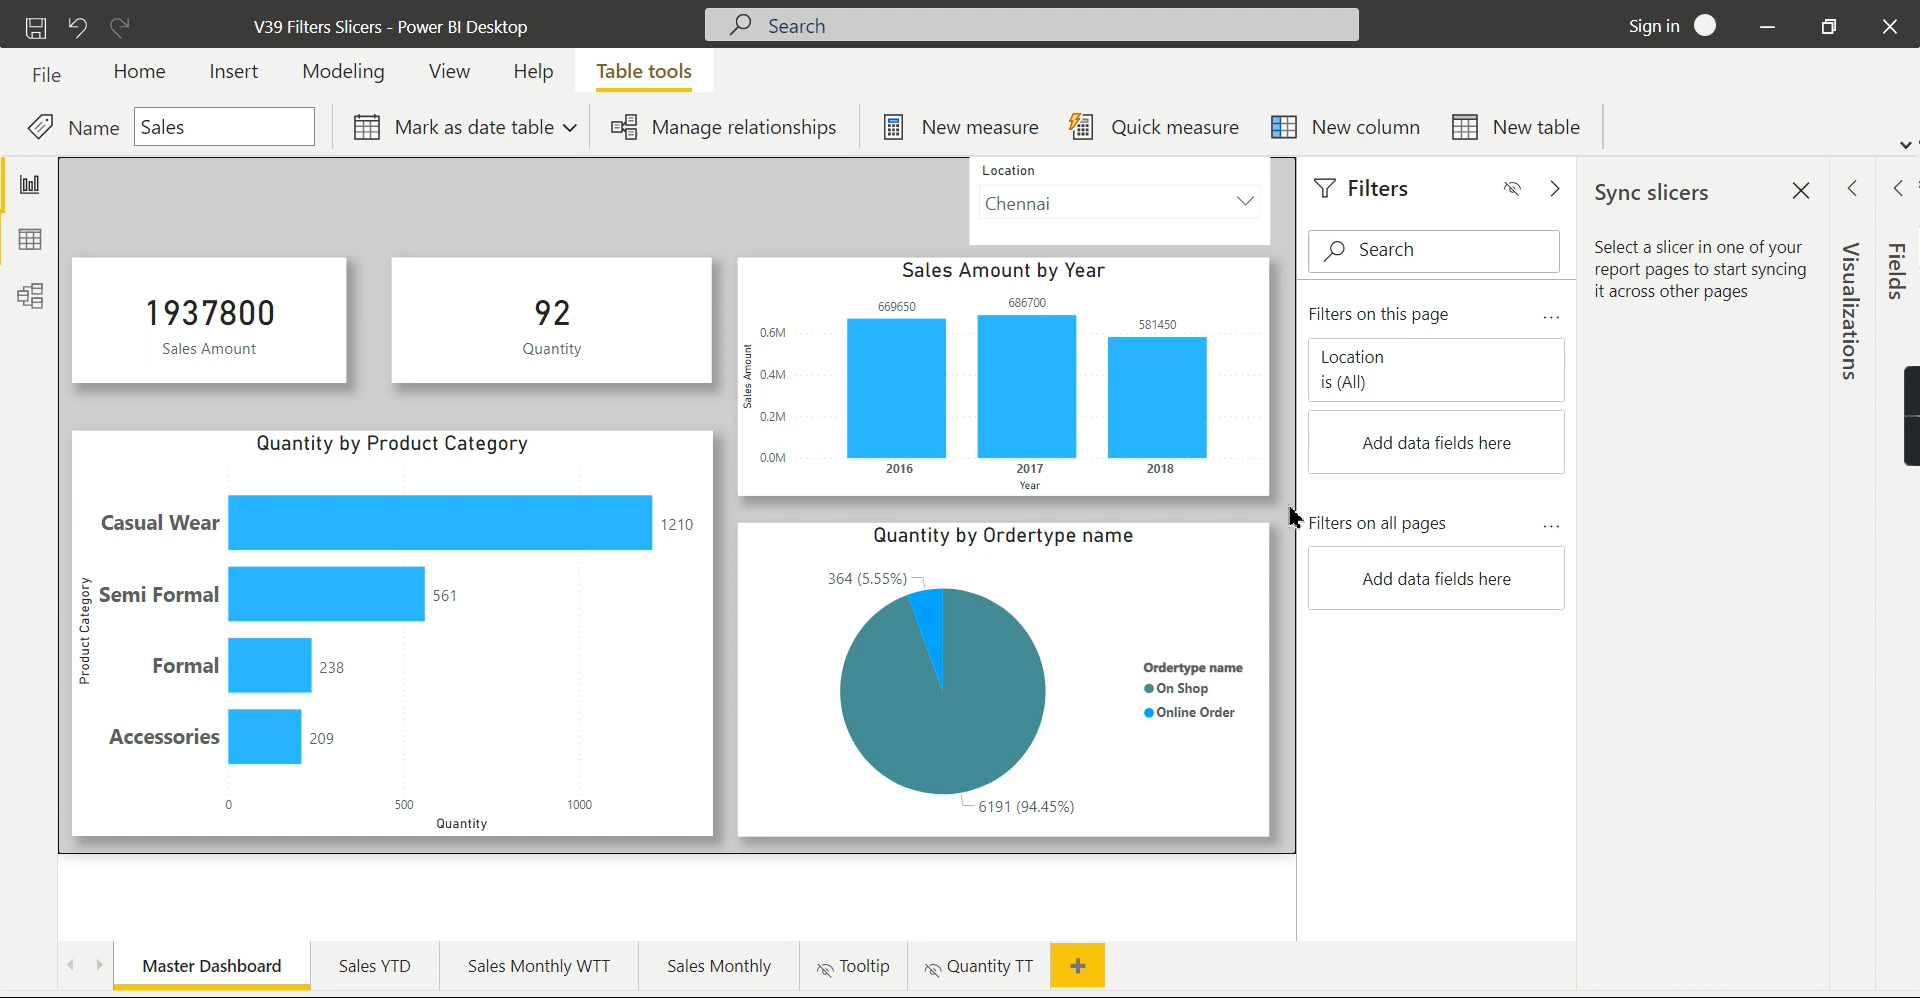 V39 Filters Slicers - Power BI Desktop
Search
Sign in
File
Home
Insert
Modeling
View
Help
Table tools
Name
Sales
Mark as date table
Manage relationships
New measure
Quick measure
New column
New table
Location
Chennai
1937800
Sales Amount
92
Quantity
Sales Amount by Year
669650
686700
581450
0.6M
0.4M
0.2M
0.0M
Sales Amount
2016
2017
2018
Year
Quantity by Product Category
Product Category
Casual Wear
1210
Semi Formal
561
Formal
238
Accessories
209
0
500
1000
Quantity
Quantity by Ordertype name
364 (5.55%)
6191 (94.45%)
Ordertype name
On Shop
Online Order
Filters
Search
Filters on this page
...
Location
is (All)
Add data fields here
Filters on all pages
...
Add data fields here
Sync slicers
Select a slicer in one of your
report pages to start syncing
it across other pages
Visualizations
Fields
Master Dashboard
Sales YTD
Sales Monthly WTT
Sales Monthly
Tooltip
Quantity TT
+